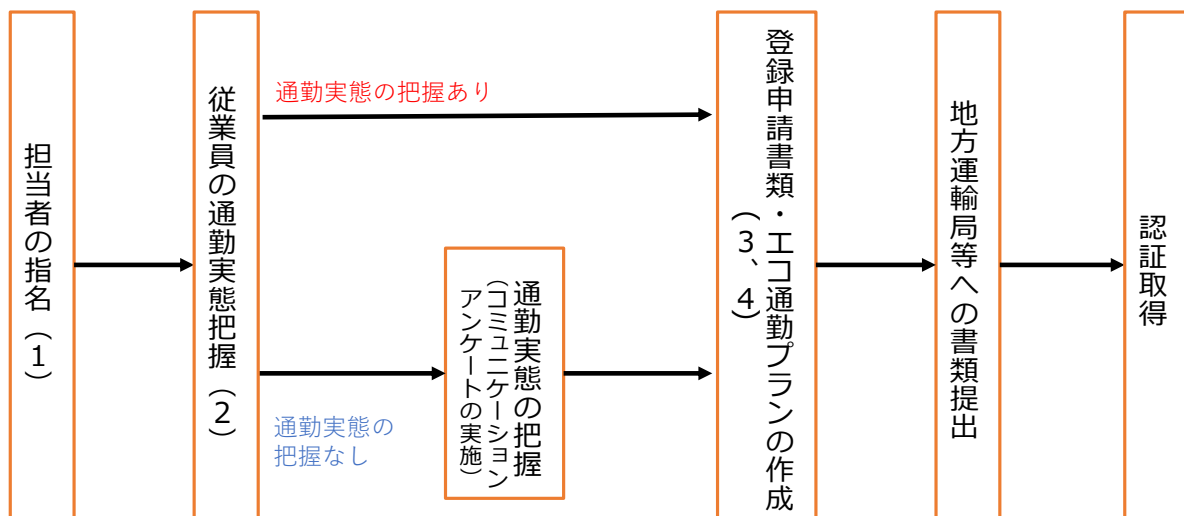 担当者の指名(1)
従業員の通勤実態把握(2)
通勤実態の把握あり
通勤実態の
把握なし
通勤実態の把握
(コミュニケーション
アンケートの実施)
登録申請書類・エコ通勤プランの作成
(3、4)
地方運輸局等への書類提出
認証取得